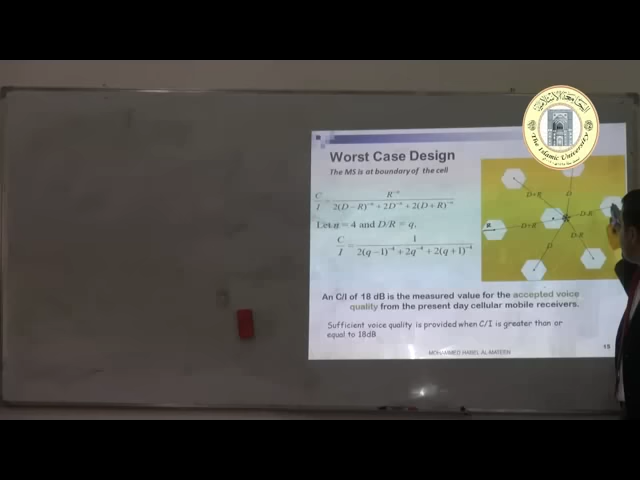 الجامعة الإسلامية
The Islamic University
Worst Case Design
The MS is at boundary of the cell
C/I = R⁻ⁿ / 2(D − R)⁻ⁿ + 2D⁻ⁿ + 2(D + R)⁻ⁿ
Let n = 4 and D/R = q,
C/I = 1 / 2(q − 1)⁻⁴ + 2q⁻⁴ + 2(q + 1)⁻⁴
D+R
D
D-R
R
D+R
D
D-R
An C/I of 18 dB is the measured value for the accepted voice
quality from the present day cellular mobile receivers.
Sufficient voice quality is provided when C/I is greater than or
equal to 18dB
MOHAMMED